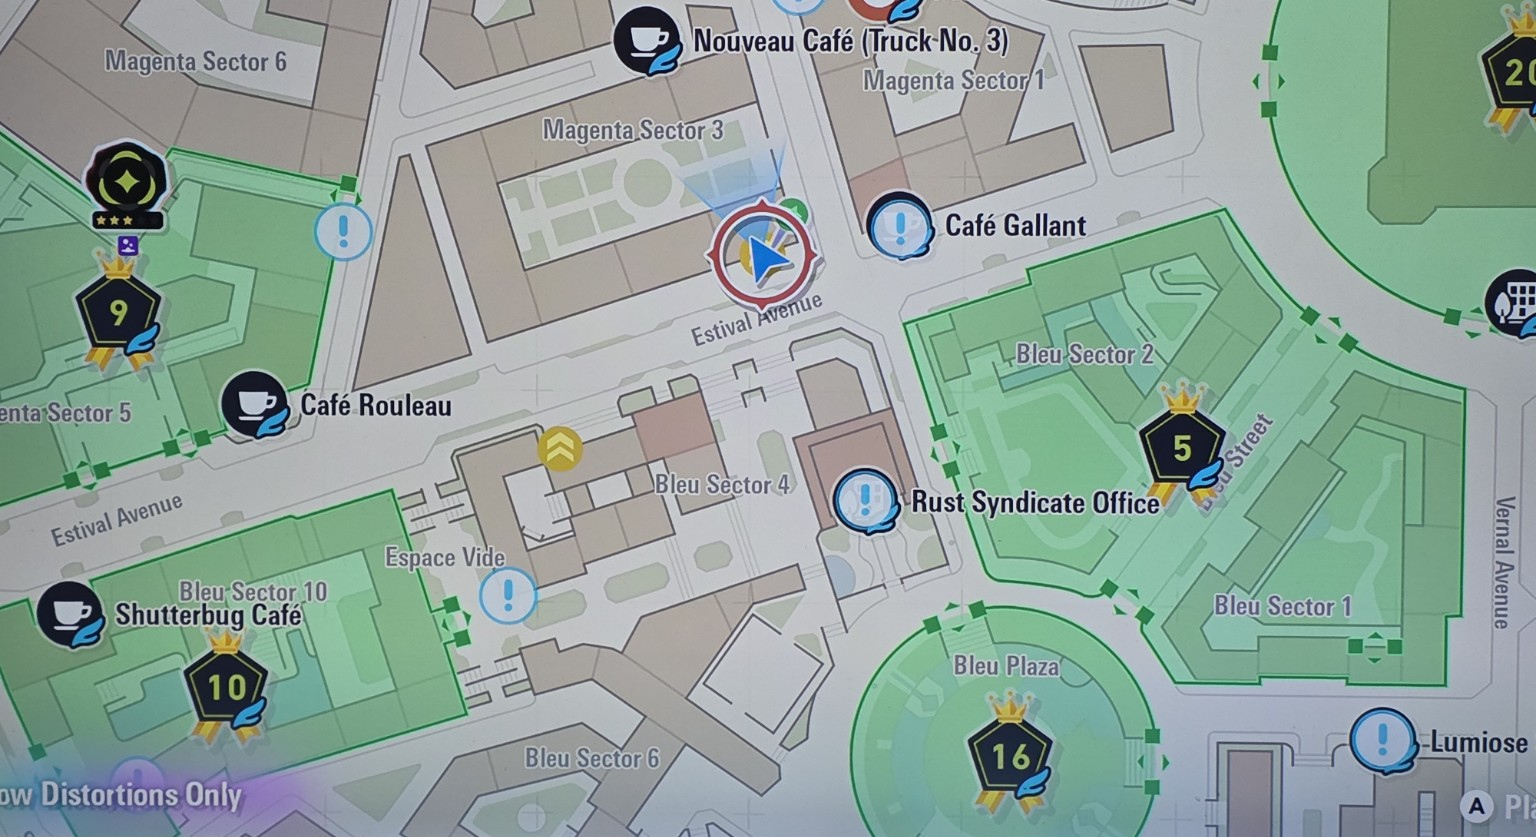 Nouveau Café (Truck No. 3)
Magenta Sector 6
Magenta Sector 1
20
Magenta Sector 3
Café Gallant
9
Estival Avenue
Bleu Sector 2
Café Rouleau
enta Sector 5
5
Street
Bleu Sector 4
Rust Syndicate Office
Estival Avenue
Vernal Avenue
Espace Vide
Bleu Sector 10
Shutterbug Café
Bleu Sector 1
Bleu Plaza
10
16
Bleu Sector 6
Lumiose
ow Distortions Only
A